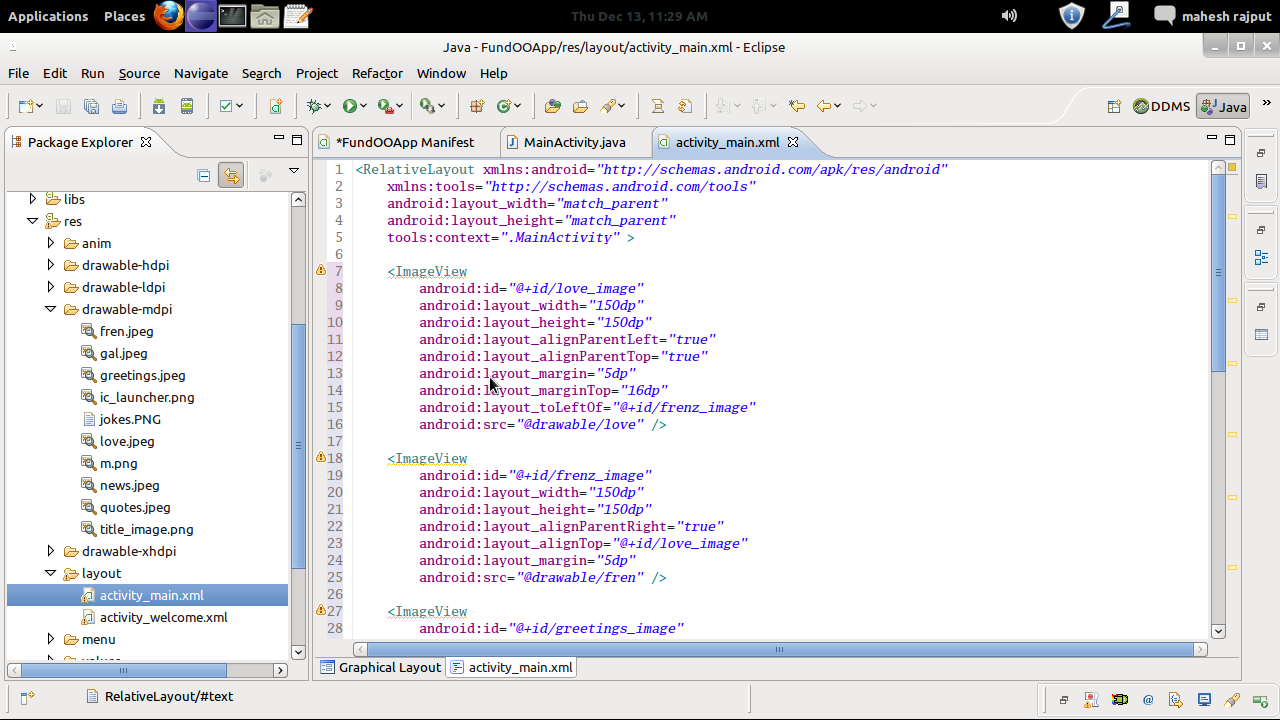 Applications Places Thu Dec 13, 11:29 AM mahesh rajput
Java - FundOOApp/res/layout/activity_main.xml - Eclipse
File Edit Run Source Navigate Search Project Refactor Window Help
DDMS Java
Package Explorer
*FundOOApp Manifest MainActivity.java activity_main.xml
libs
res
anim
drawable-hdpi
drawable-ldpi
drawable-mdpi
fren.jpeg
gal.jpeg
greetings.jpeg
ic_launcher.png
jokes.PNG
love.jpeg
m.png
news.jpeg
quotes.jpeg
title_image.png
drawable-xhdpi
layout
activity_main.xml
activity_welcome.xml
menu
1 <RelativeLayout xmlns:android="http://schemas.android.com/apk/res/android"
2 xmlns:tools="http://schemas.android.com/tools"
3 android:layout_width="match_parent"
4 android:layout_height="match_parent"
5 tools:context=".MainActivity" >
6
7 <ImageView
8 android:id="@+id/love_image"
9 android:layout_width="150dp"
10 android:layout_height="150dp"
11 android:layout_alignParentLeft="true"
12 android:layout_alignParentTop="true"
13 android:layout_margin="5dp"
14 android:layout_marginTop="16dp"
15 android:layout_toLeftOf="@+id/frenz_image"
16 android:src="@drawable/love" />
17
18 <ImageView
19 android:id="@+id/frenz_image"
20 android:layout_width="150dp"
21 android:layout_height="150dp"
22 android:layout_alignParentRight="true"
23 android:layout_alignTop="@+id/love_image"
24 android:layout_margin="5dp"
25 android:src="@drawable/fren" />
26
27 <ImageView
28 android:id="@+id/greetings_image"
Graphical Layout activity_main.xml
RelativeLayout/#text